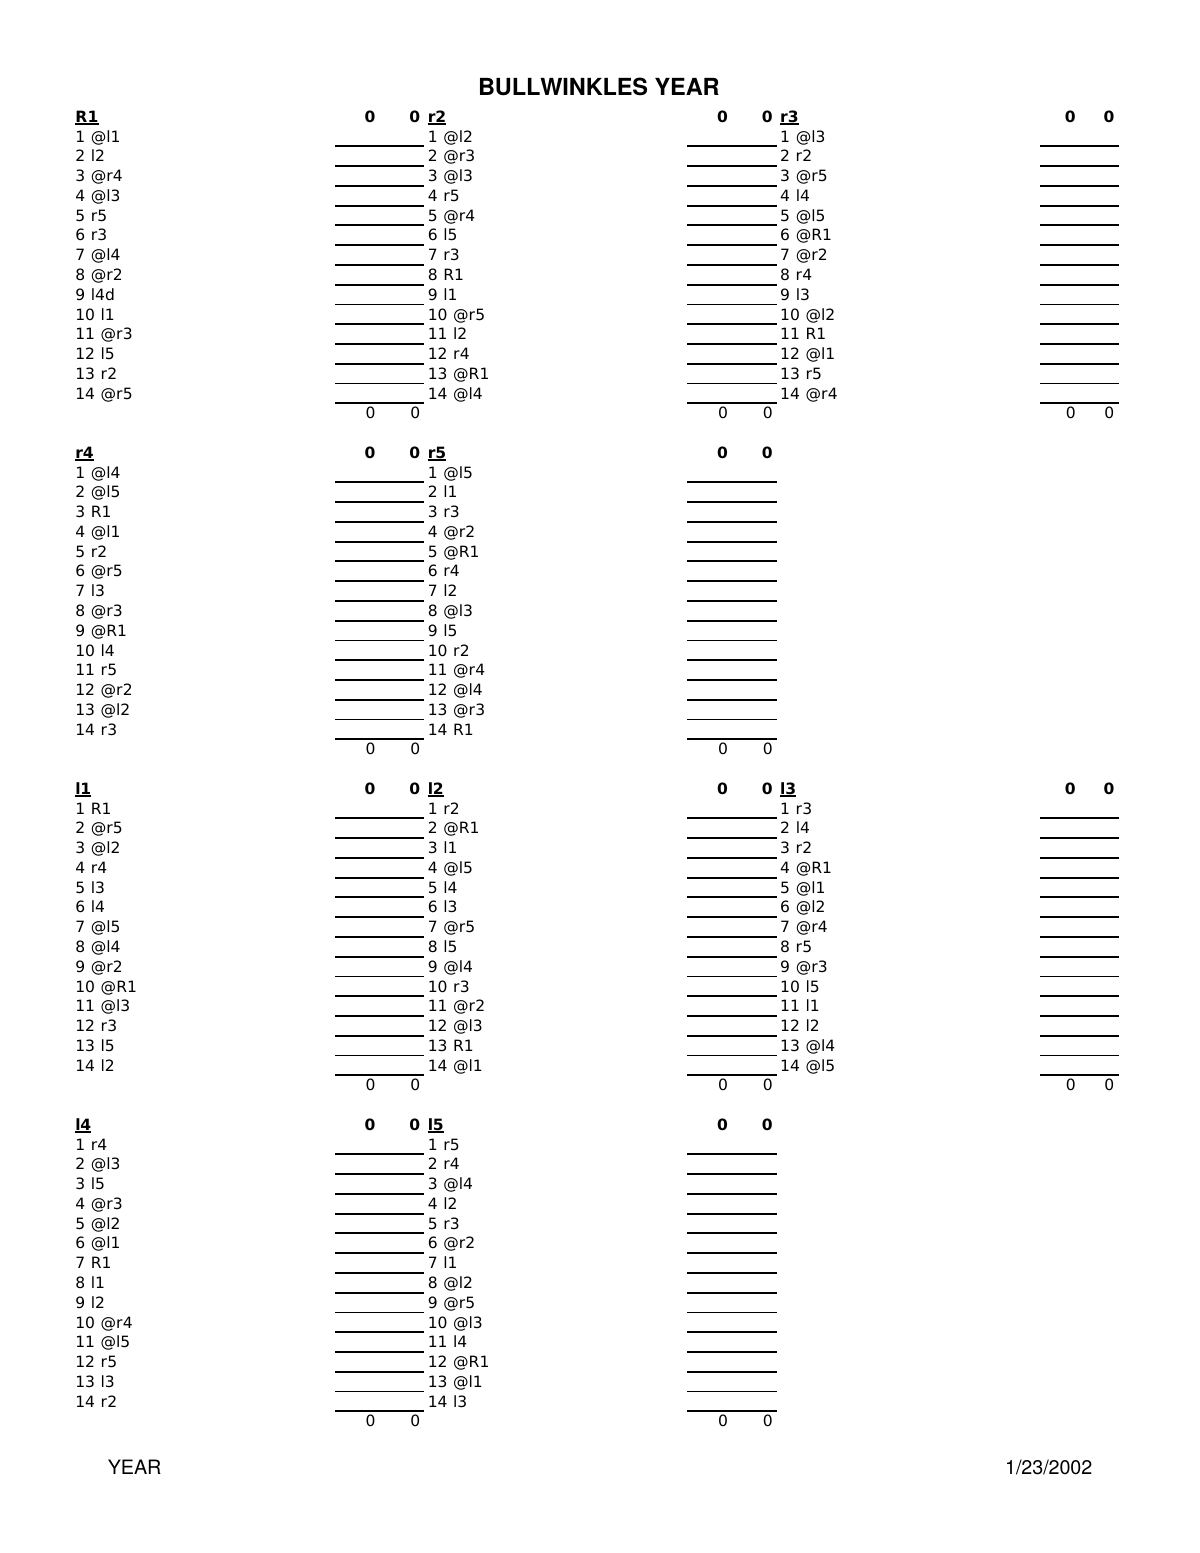 BULLWINKLES YEAR
R1 0 0 r2 0 0 r3 0 0
1 @l1 1 @l2 1 @l3
2 l2 2 @r3 2 r2
3 @r4 3 @l3 3 @r5
4 @l3 4 r5 4 l4
5 r5 5 @r4 5 @l5
6 r3 6 l5 6 @R1
7 @l4 7 r3 7 @r2
8 @r2 8 R1 8 r4
9 l4d 9 l1 9 l3
10 l1 10 @r5 10 @l2
11 @r3 11 l2 11 R1
12 l5 12 r4 12 @l1
13 r2 13 @R1 13 r5
14 @r5 14 @l4 14 @r4
0 0 0 0 0 0
r4 0 0 r5 0 0
1 @l4 1 @l5
2 @l5 2 l1
3 R1 3 r3
4 @l1 4 @r2
5 r2 5 @R1
6 @r5 6 r4
7 l3 7 l2
8 @r3 8 @l3
9 @R1 9 l5
10 l4 10 r2
11 r5 11 @r4
12 @r2 12 @l4
13 @l2 13 @r3
14 r3 14 R1
0 0 0 0
l1 0 0 l2 0 0 l3 0 0
1 R1 1 r2 1 r3
2 @r5 2 @R1 2 l4
3 @l2 3 l1 3 r2
4 r4 4 @l5 4 @R1
5 l3 5 l4 5 @l1
6 l4 6 l3 6 @l2
7 @l5 7 @r5 7 @r4
8 @l4 8 l5 8 r5
9 @r2 9 @l4 9 @r3
10 @R1 10 r3 10 l5
11 @l3 11 @r2 11 l1
12 r3 12 @l3 12 l2
13 l5 13 R1 13 @l4
14 l2 14 @l1 14 @l5
0 0 0 0 0 0
l4 0 0 l5 0 0
1 r4 1 r5
2 @l3 2 r4
3 l5 3 @l4
4 @r3 4 l2
5 @l2 5 r3
6 @l1 6 @r2
7 R1 7 l1
8 l1 8 @l2
9 l2 9 @r5
10 @r4 10 @l3
11 @l5 11 l4
12 r5 12 @R1
13 l3 13 @l1
14 r2 14 l3
0 0 0 0
YEAR 1/23/2002